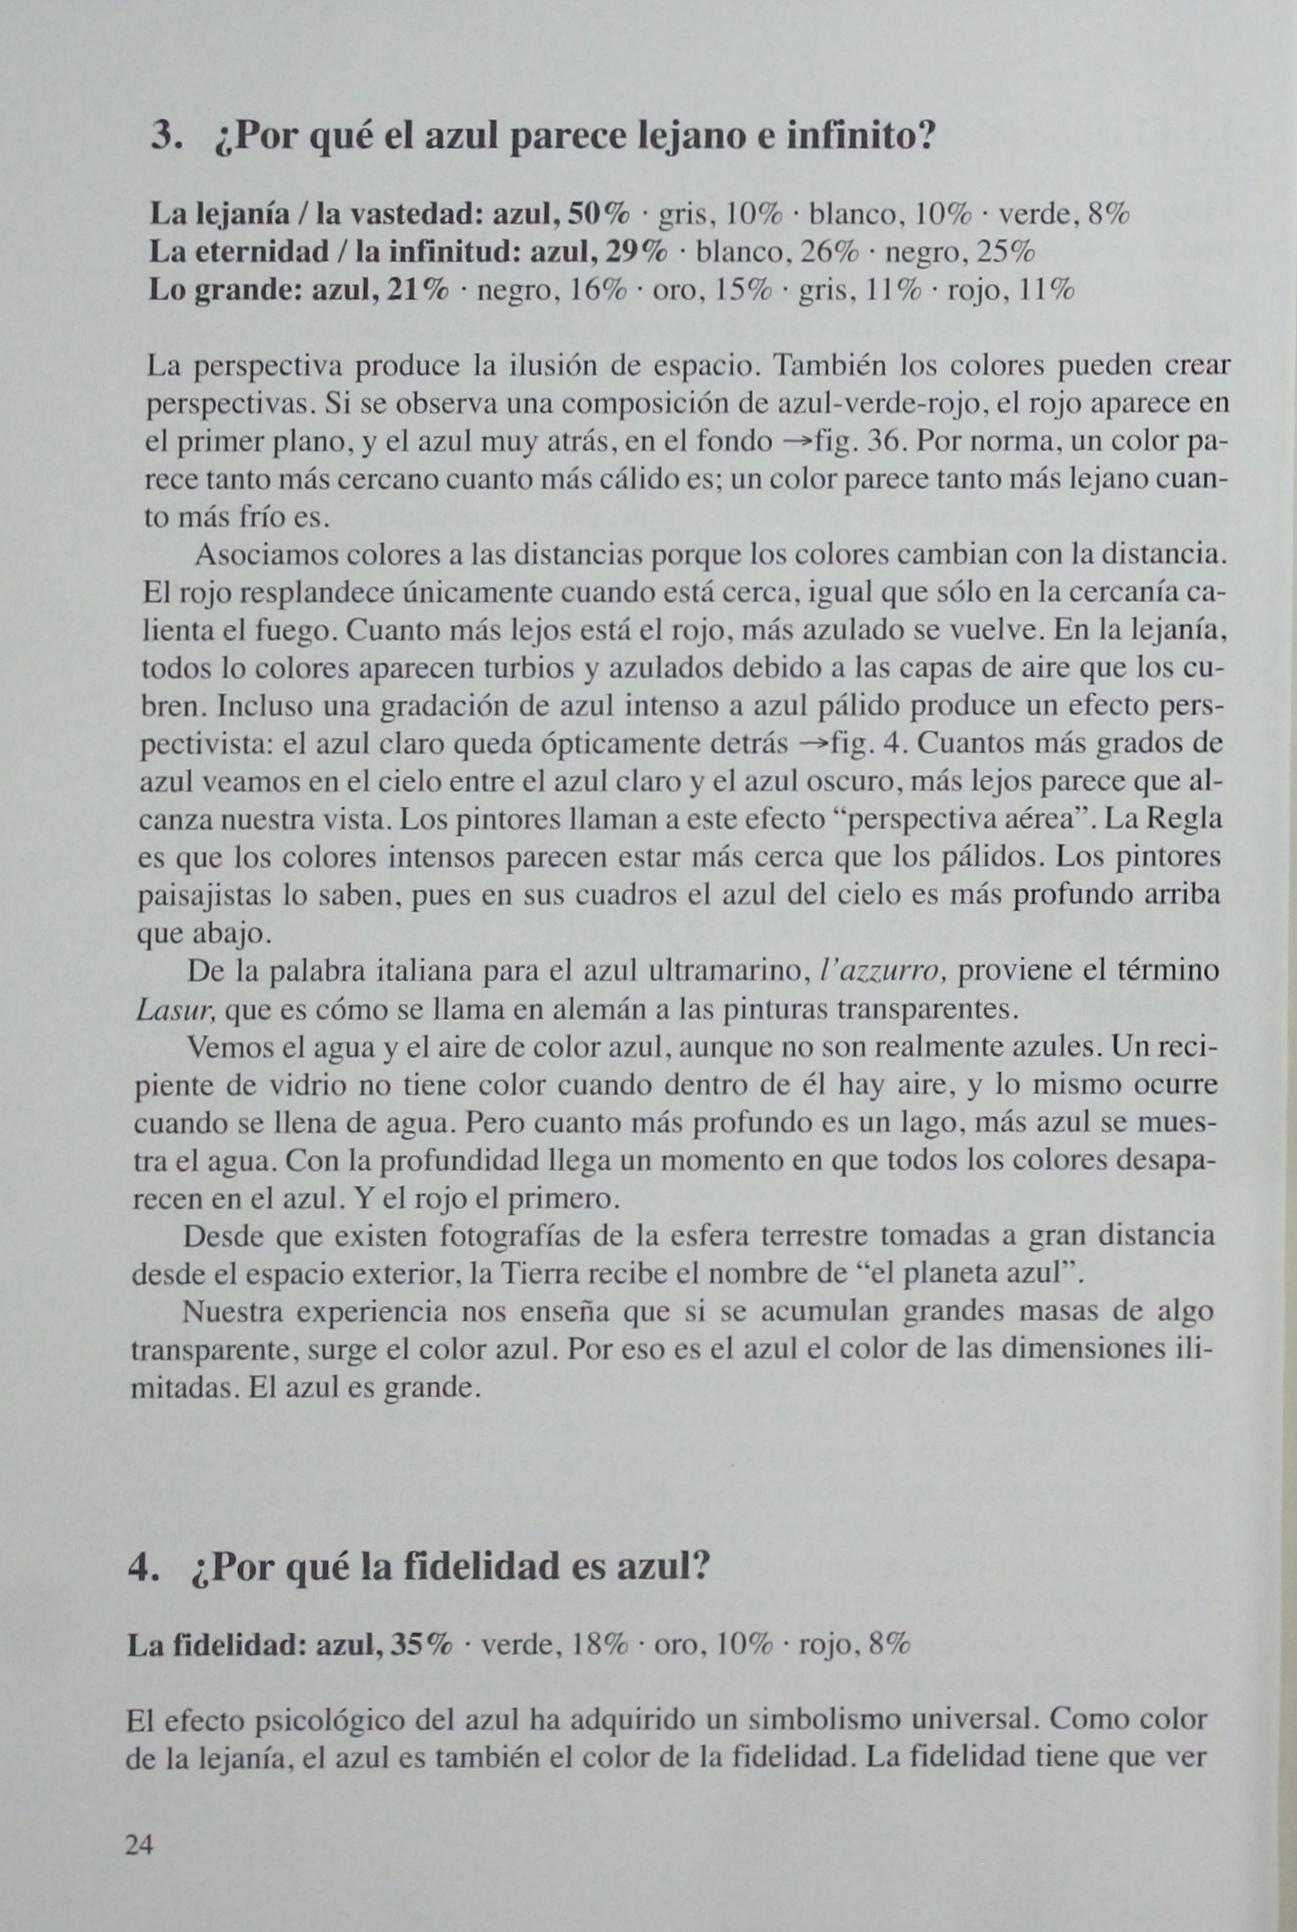 3. ¿Por qué el azul parece lejano e infinito?
La lejanía / la vastedad: azul, 50% · gris, 10% · blanco, 10% · verde, 8%
La eternidad / la infinitud: azul, 29% · blanco, 26% · negro, 25%
Lo grande: azul, 21% · negro, 16% · oro, 15% · gris, 11% · rojo, 11%
La perspectiva produce la ilusión de espacio. También los colores pueden crear
perspectivas. Si se observa una composición de azul-verde-rojo, el rojo aparece en
el primer plano, y el azul muy atrás, en el fondo →fig. 36. Por norma, un color pa-
rece tanto más cercano cuanto más cálido es; un color parece tanto más lejano cuan-
to más frío es.
Asociamos colores a las distancias porque los colores cambian con la distancia.
El rojo resplandece únicamente cuando está cerca, igual que sólo en la cercanía ca-
lienta el fuego. Cuanto más lejos está el rojo, más azulado se vuelve. En la lejanía,
todos lo colores aparecen turbios y azulados debido a las capas de aire que los cu-
bren. Incluso una gradación de azul intenso a azul pálido produce un efecto pers-
pectivista: el azul claro queda ópticamente detrás →fig. 4. Cuantos más grados de
azul veamos en el cielo entre el azul claro y el azul oscuro, más lejos parece que al-
canza nuestra vista. Los pintores llaman a este efecto “perspectiva aérea”. La Regla
es que los colores intensos parecen estar más cerca que los pálidos. Los pintores
paisajistas lo saben, pues en sus cuadros el azul del cielo es más profundo arriba
que abajo.
De la palabra italiana para el azul ultramarino, l’azzurro, proviene el término
Lasur, que es cómo se llama en alemán a las pinturas transparentes.
Vemos el agua y el aire de color azul, aunque no son realmente azules. Un reci-
piente de vidrio no tiene color cuando dentro de él hay aire, y lo mismo ocurre
cuando se llena de agua. Pero cuanto más profundo es un lago, más azul se mues-
tra el agua. Con la profundidad llega un momento en que todos los colores desapa-
recen en el azul. Y el rojo el primero.
Desde que existen fotografías de la esfera terrestre tomadas a gran distancia
desde el espacio exterior, la Tierra recibe el nombre de “el planeta azul”.
Nuestra experiencia nos enseña que si se acumulan grandes masas de algo
transparente, surge el color azul. Por eso es el azul el color de las dimensiones ili-
mitadas. El azul es grande.
4. ¿Por qué la fidelidad es azul?
La fidelidad: azul, 35% · verde, 18% · oro, 10% · rojo, 8%
El efecto psicológico del azul ha adquirido un simbolismo universal. Como color
de la lejanía, el azul es también el color de la fidelidad. La fidelidad tiene que ver
24